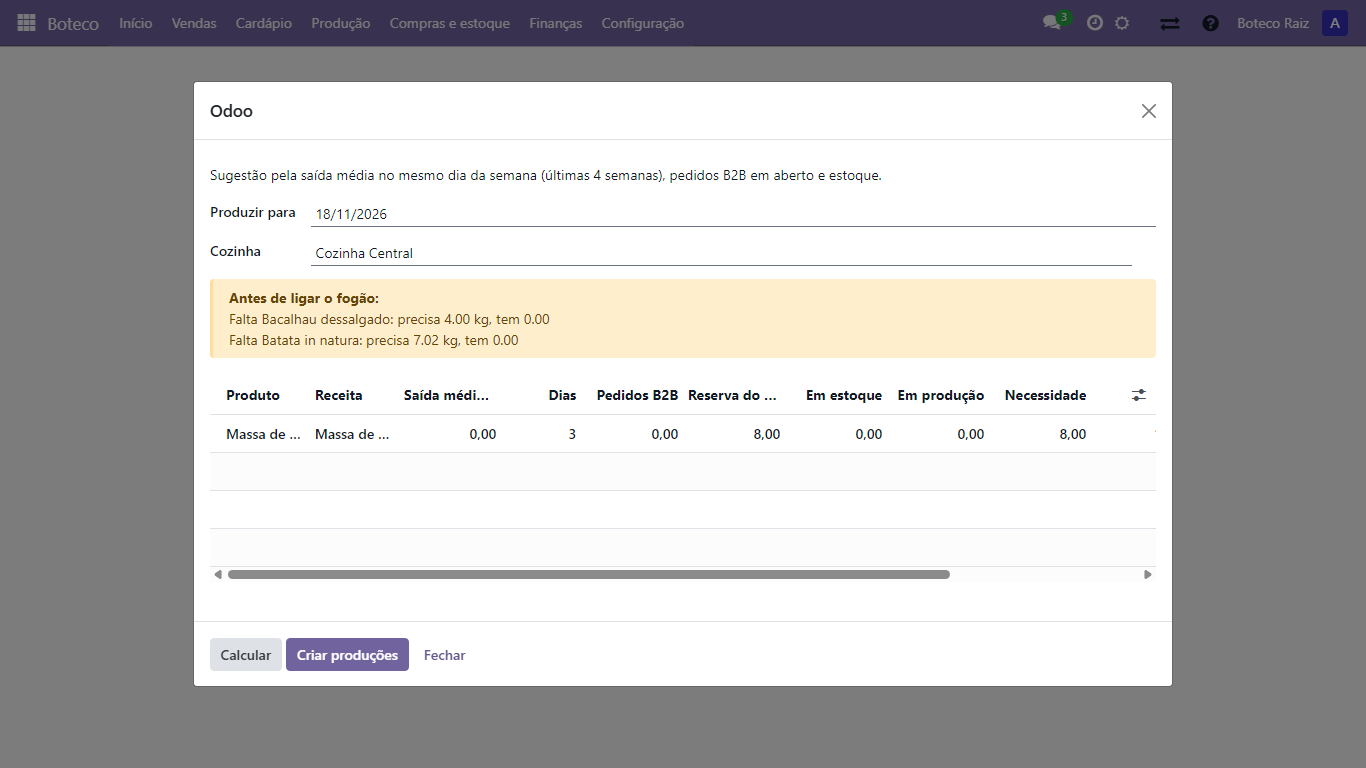 Boteco Início Vendas Cardápio Produção Compras e estoque Finanças Configuração 3 Boteco Raiz A
Odoo
Sugestão pela saída média no mesmo dia da semana (últimas 4 semanas), pedidos B2B em aberto e estoque.
Produzir para 18/11/2026
Cozinha Cozinha Central
Antes de ligar o fogão:
Falta Bacalhau dessalgado: precisa 4.00 kg, tem 0.00
Falta Batata in natura: precisa 7.02 kg, tem 0.00
Produto Receita Saída médi... Dias Pedidos B2B Reserva do ... Em estoque Em produção Necessidade
Massa de ... Massa de ... 0,00 3 0,00 8,00 0,00 0,00 8,00
Calcular Criar produções Fechar